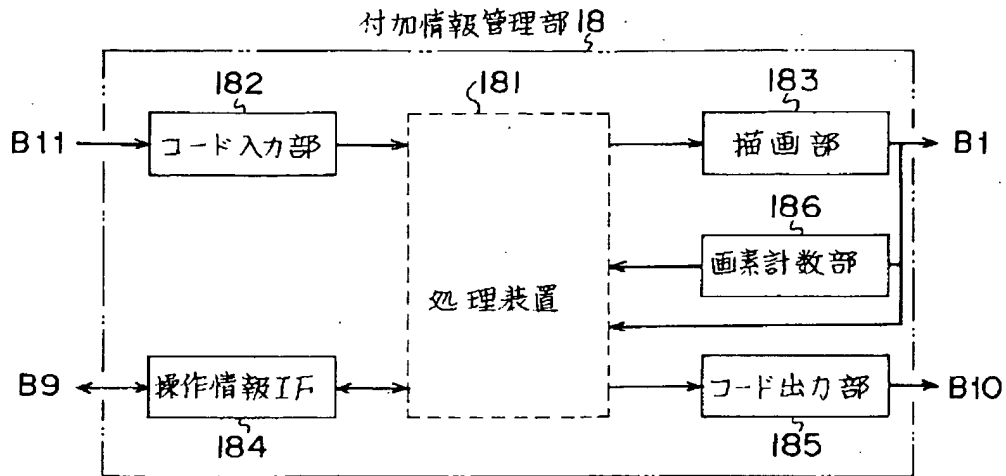 付加情報管理部18
182
181
183
B11
コード入力部
描画部
B1
186
画素計数部
処理装置
B9
操作情報IF
コード出力部
B10
184
185